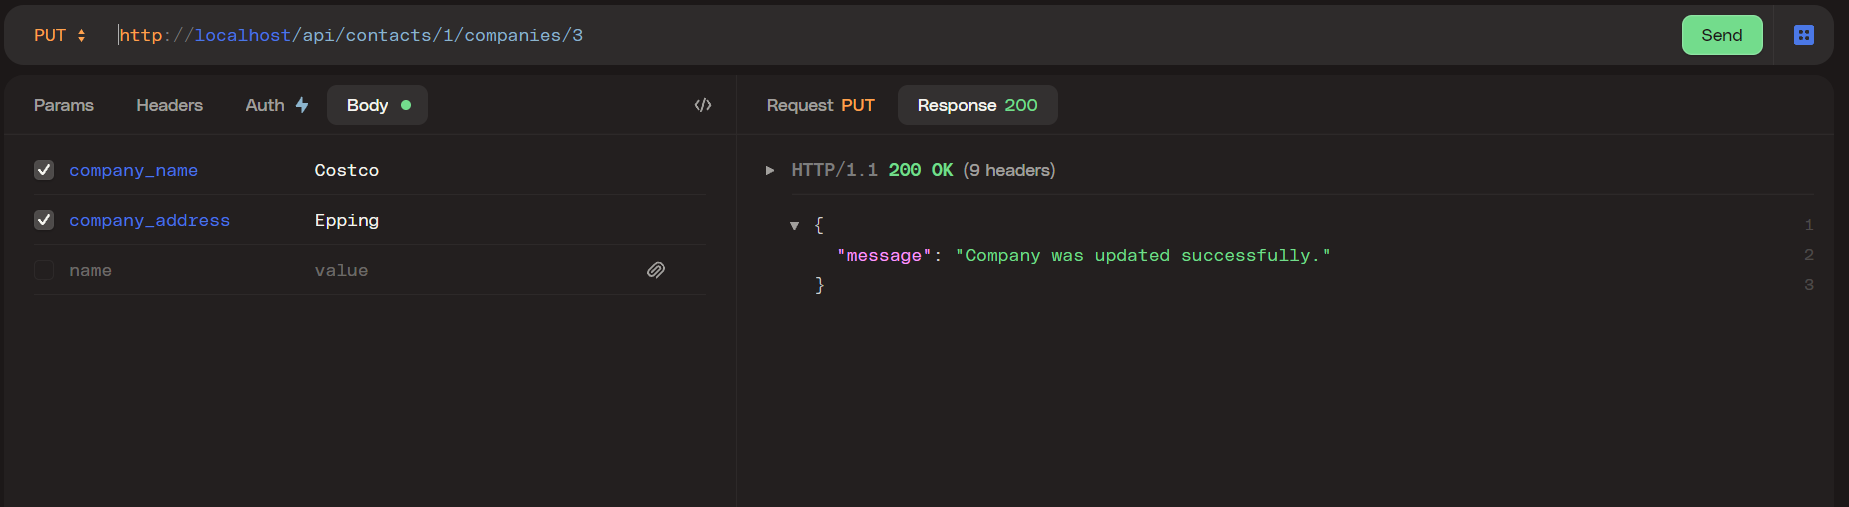 PUT http://localhost/api/contacts/1/companies/3 Send
Params Headers Auth Body
Request PUT Response 200
company_name Costco
company_address Epping
name value
HTTP/1.1 200 OK (9 headers)
{ 1
"message": "Company was updated successfully." 2
} 3